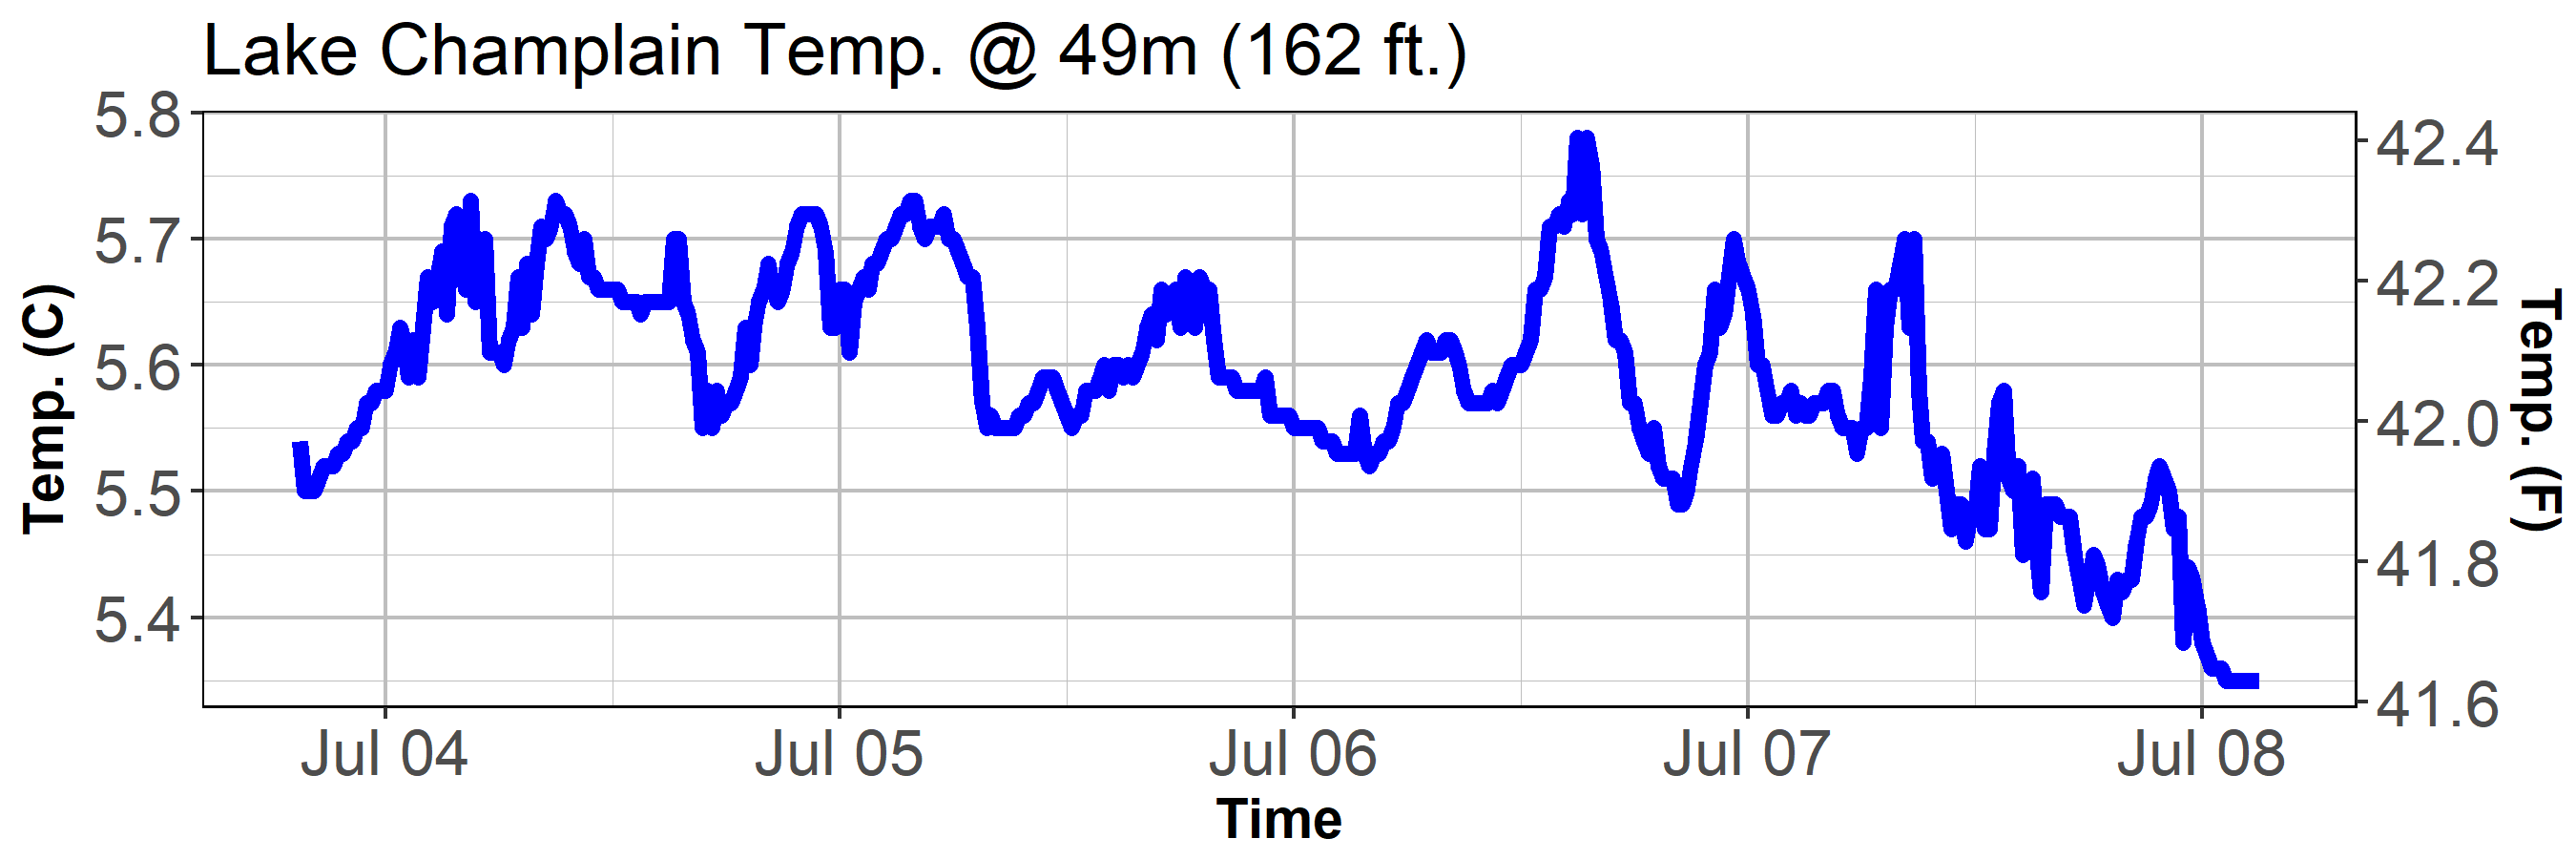 Lake Champlain Temp. @ 49m (162 ft.)
5.8
5.7
5.6
5.5
5.4
Temp. (C)
42.4
42.2
42.0
41.8
41.6
Temp. (F)
Jul 04
Jul 05
Jul 06
Jul 07
Jul 08
Time